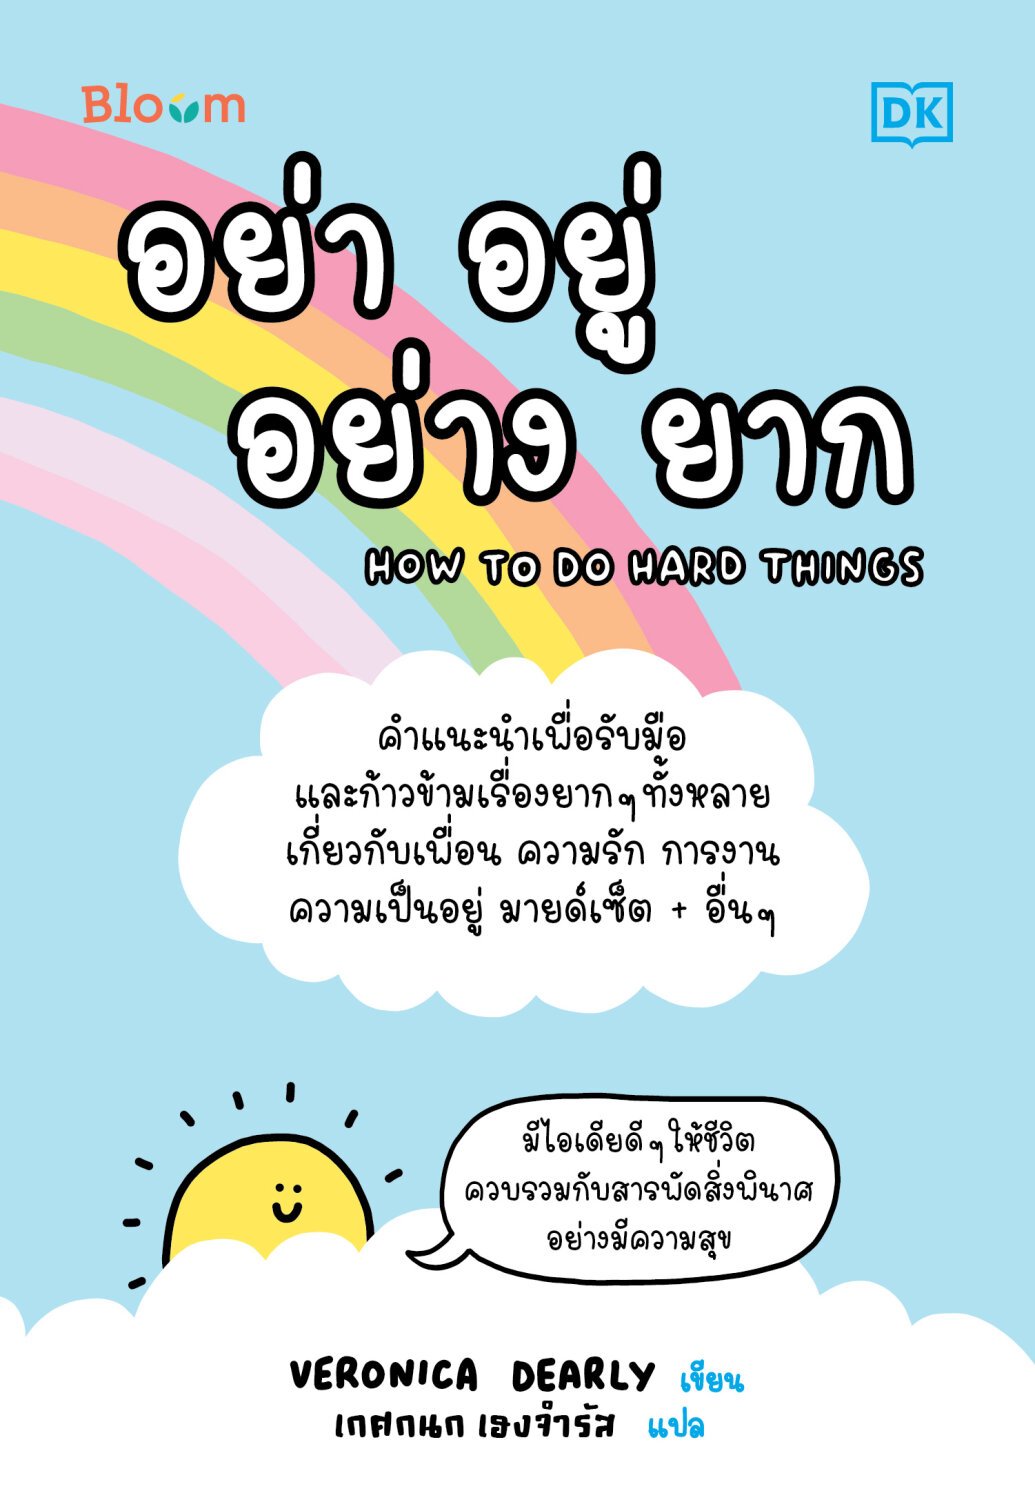 Bloom
DK
อย่า อยู่
อย่าง ยาก
HOW TO DO HARD THINGS
คำแนะนำเพื่อรับมือ
และก้าวข้ามเรื่องยากๆ ทั้งหลาย
เกี่ยวกับเพื่อน ความรัก การงาน
ความเป็นอยู่ มายด์เซ็ต + อื่นๆ
มีไอเดียดีๆ ให้ชีวิต
ควบรวมกับสารพัดสิ่งพินาศ
อย่างมีความสุข
VERONICA DEARLY เขียน
เกศกนก เฮงจำรัส แปล